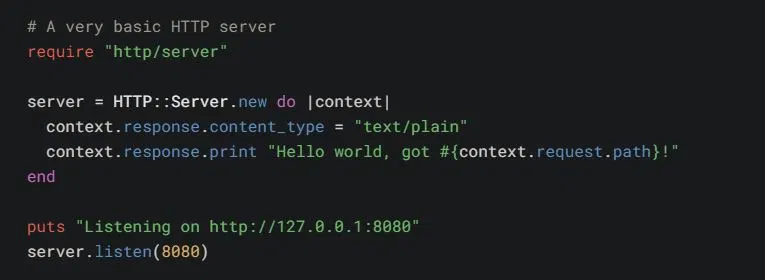 # A very basic HTTP server
require "http/server"

server = HTTP::Server.new do |context|
  context.response.content_type = "text/plain"
  context.response.print "Hello world, got #{context.request.path}!"
end

puts "Listening on http://127.0.0.1:8080"
server.listen(8080)